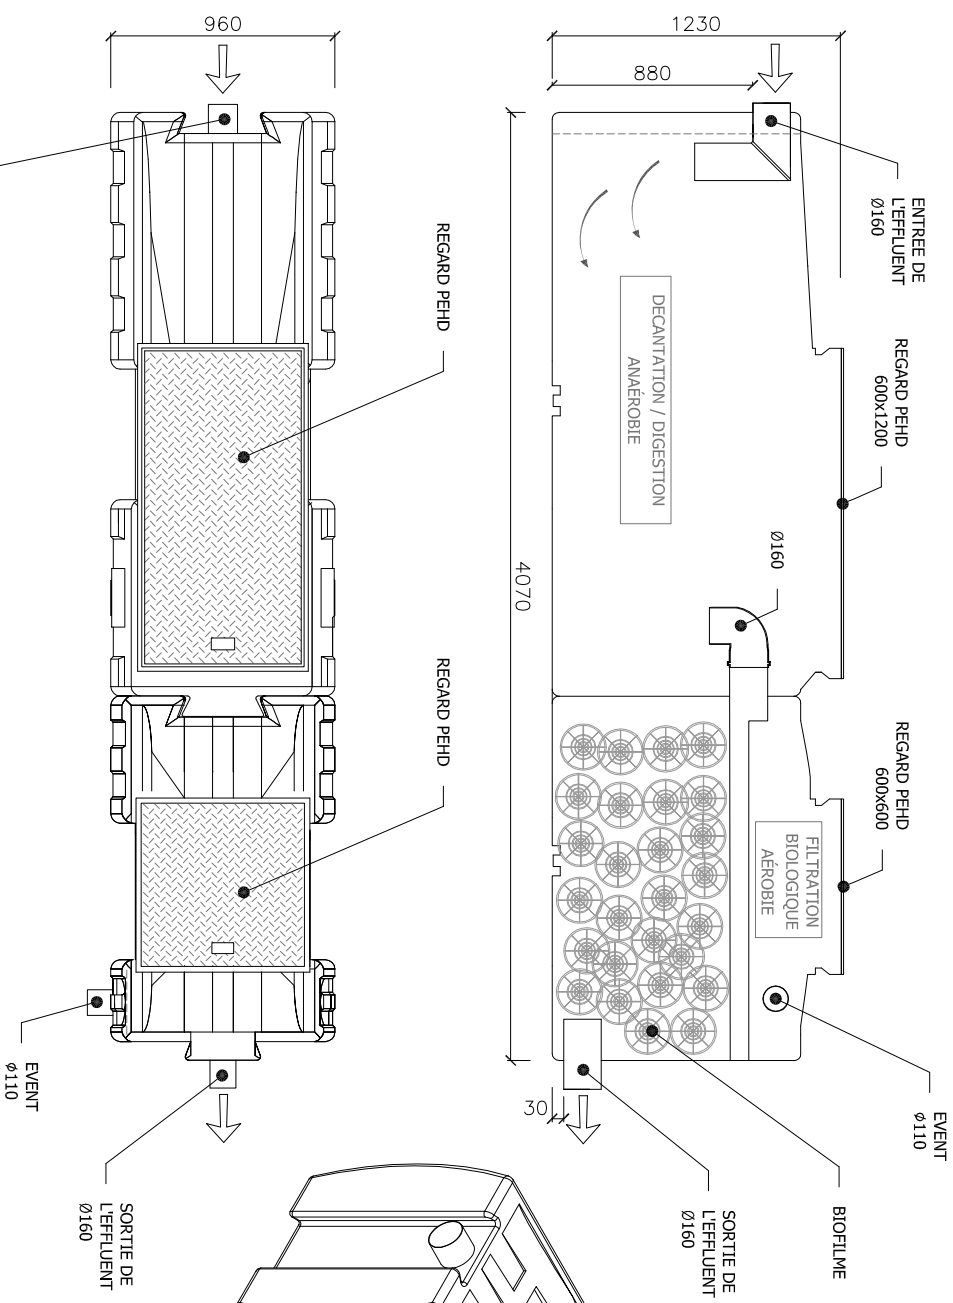 960
1230
880
ENTREE DE
L'EFFLUENT
Ø160
REGARD PEHD
600x1200
REGARD PEHD
DECANTATION / DIGESTION
ANAÉROBIE
Ø160
4070
REGARD PEHD
REGARD PEHD
600x600
FILTRATION
BIOLOGIQUE
AÉROBIE
30
EVENT
Ø110
EVENT
Ø110
BIOFILME
SORTIE DE
L'EFFLUENT
Ø160
SORTIE DE
L'EFFLUENT
Ø160